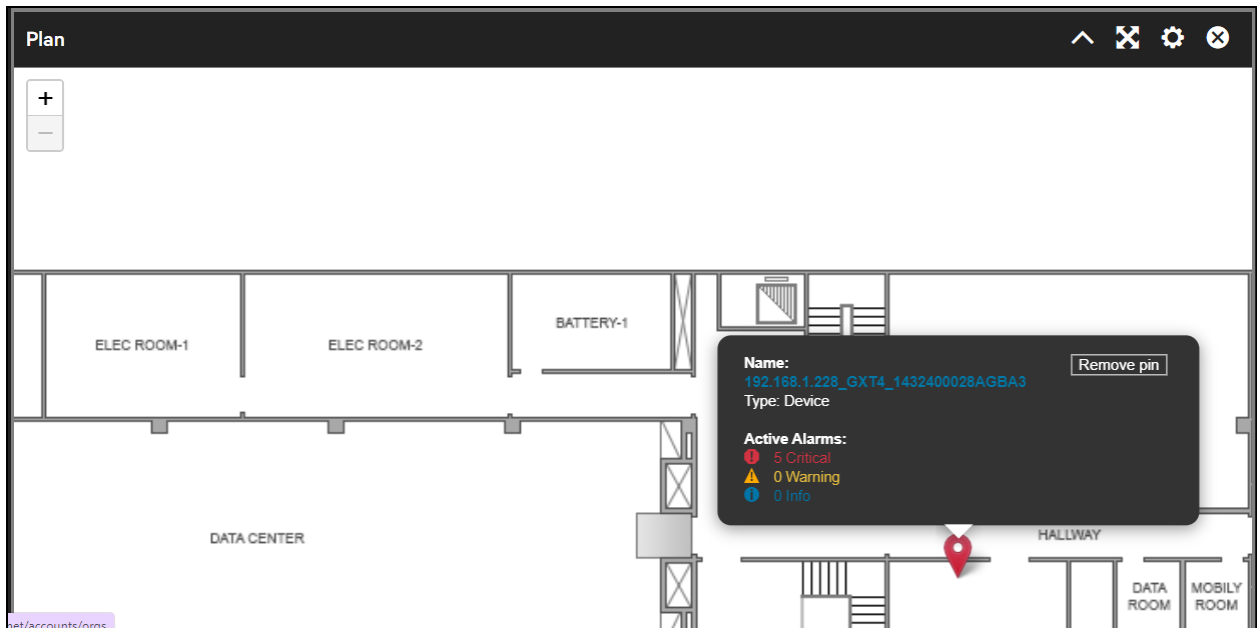 Plan
+
−
ELEC ROOM-1
ELEC ROOM-2
BATTERY-1
Name:
Remove pin
192.168.1.228_GXT4_1432400028AGBA3
Type: Device
Active Alarms:
5 Critical
0 Warning
0 Info
DATA CENTER
HALLWAY
DATA
ROOM
MOBILY
ROOM
net/accounts/orgs